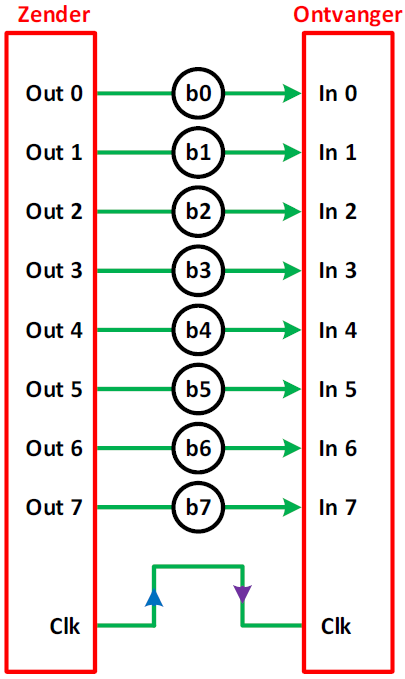 Zender Ontvanger
Out 0 b0 In 0
Out 1 b1 In 1
Out 2 b2 In 2
Out 3 b3 In 3
Out 4 b4 In 4
Out 5 b5 In 5
Out 6 b6 In 6
Out 7 b7 In 7
Clk Clk